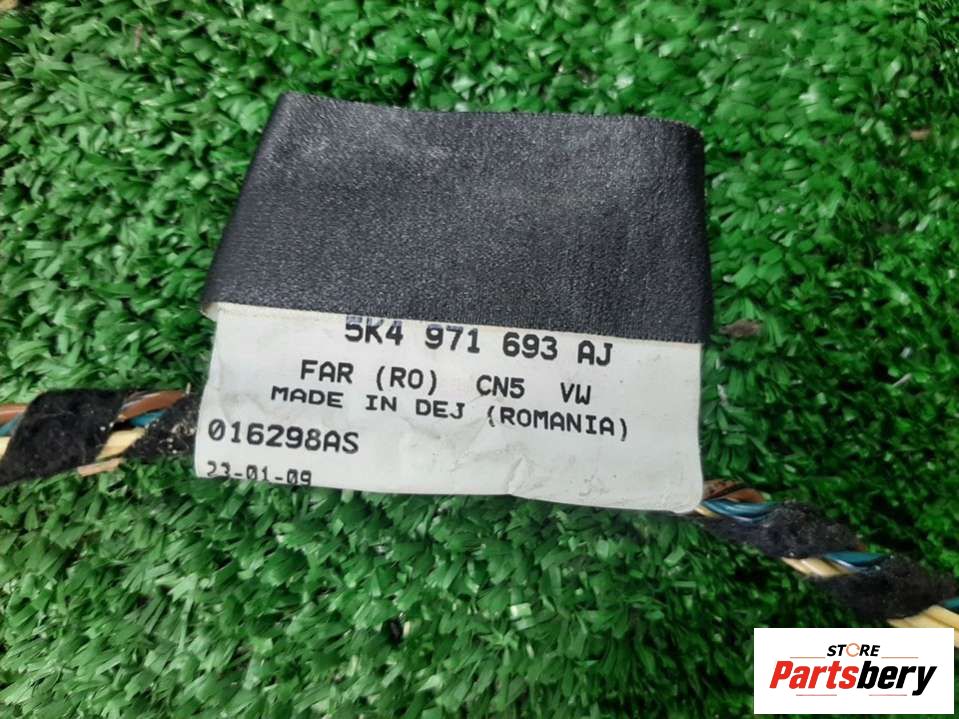 5K4 971 693 AJ
FAR (RO) CN5 VW
MADE IN DEJ (ROMANIA)
016298AS
23-01-09
STORE
Partsbery